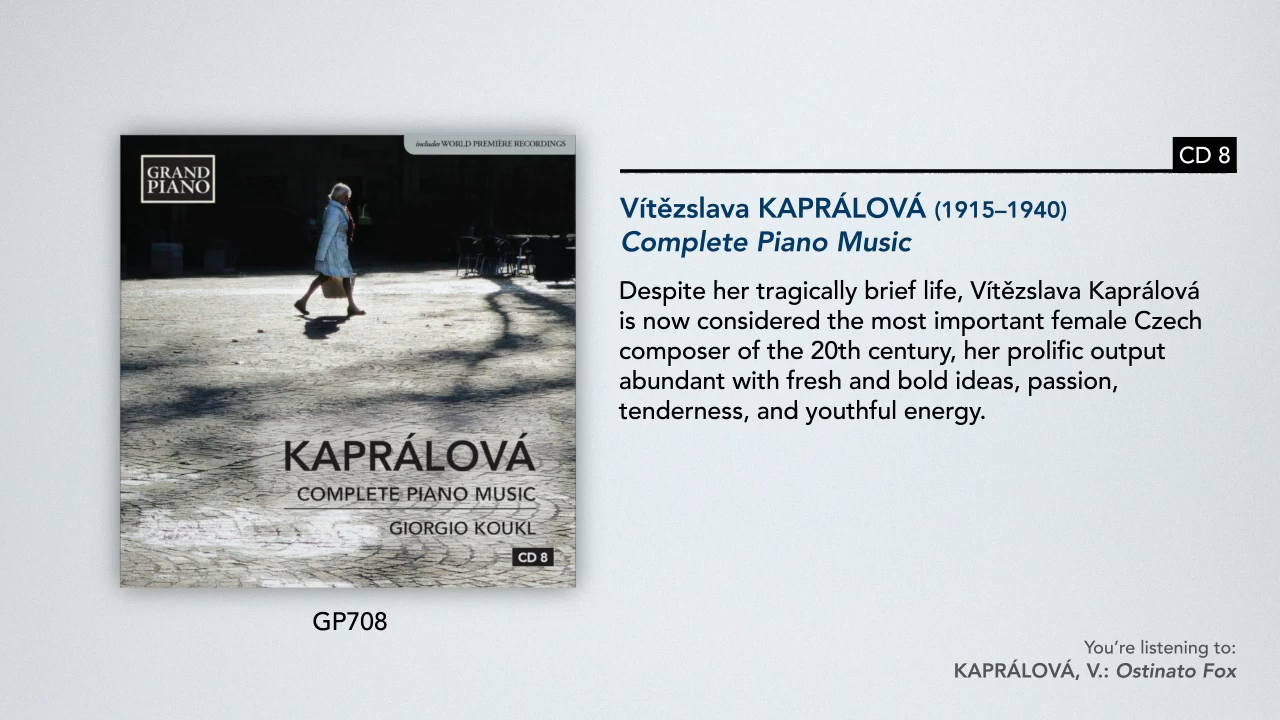 includes WORLD PREMIÈRE RECORDINGS
GRAND
PIANO
KAPRÁLOVÁ
COMPLETE PIANO MUSIC
GIORGIO KOUKL
CD 8
GP708
CD 8
Vítězslava KAPRÁLOVÁ (1915–1940)
Complete Piano Music
Despite her tragically brief life, Vítězslava Kaprálová
is now considered the most important female Czech
composer of the 20th century, her prolific output
abundant with fresh and bold ideas, passion,
tenderness, and youthful energy.
You’re listening to:
KAPRÁLOVÁ, V.: Ostinato Fox